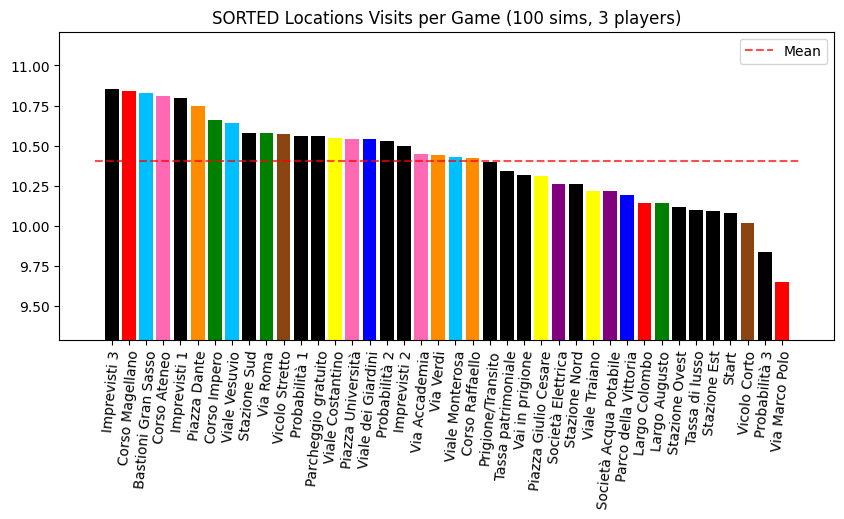 SORTED Locations Visits per Game (100 sims, 3 players)
Mean
11.00
10.75
10.50
10.25
10.00
9.75
9.50
Imprevisti 3
Corso Magellano
Bastioni Gran Sasso
Corso Ateneo
Imprevisti 1
Piazza Dante
Corso Impero
Viale Vesuvio
Stazione Sud
Via Roma
Vicolo Stretto
Probabilità 1
Parcheggio gratuito
Viale Costantino
Piazza Università
Viale dei Giardini
Probabilità 2
Imprevisti 2
Via Accademia
Via Verdi
Viale Monterosa
Corso Raffaello
Prigione/Transito
Tassa patrimoniale
Vai in prigione
Piazza Giulio Cesare
Società Elettrica
Stazione Nord
Viale Traiano
Società Acqua Potabile
Parco della Vittoria
Largo Colombo
Largo Augusto
Stazione Ovest
Tassa di lusso
Stazione Est
Start
Vicolo Corto
Probabilità 3
Via Marco Polo